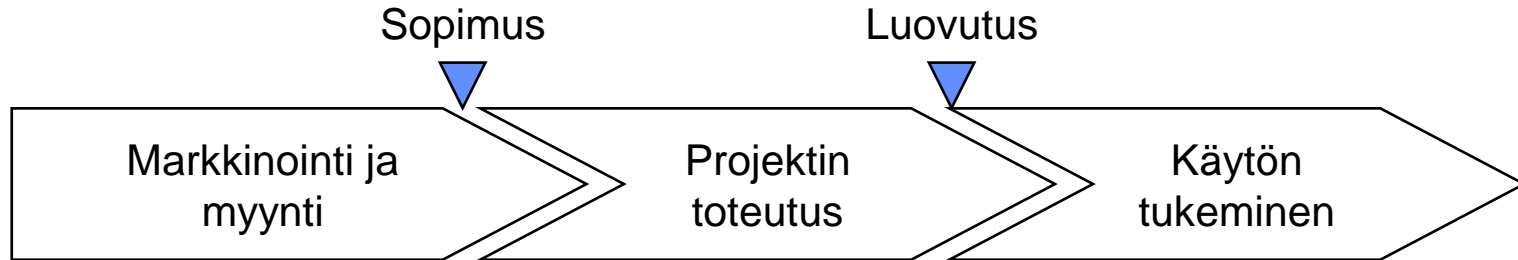 Sopimus
Luovutus
Markkinointi ja
myynti
Projektin
toteutus
Käytön
tukeminen